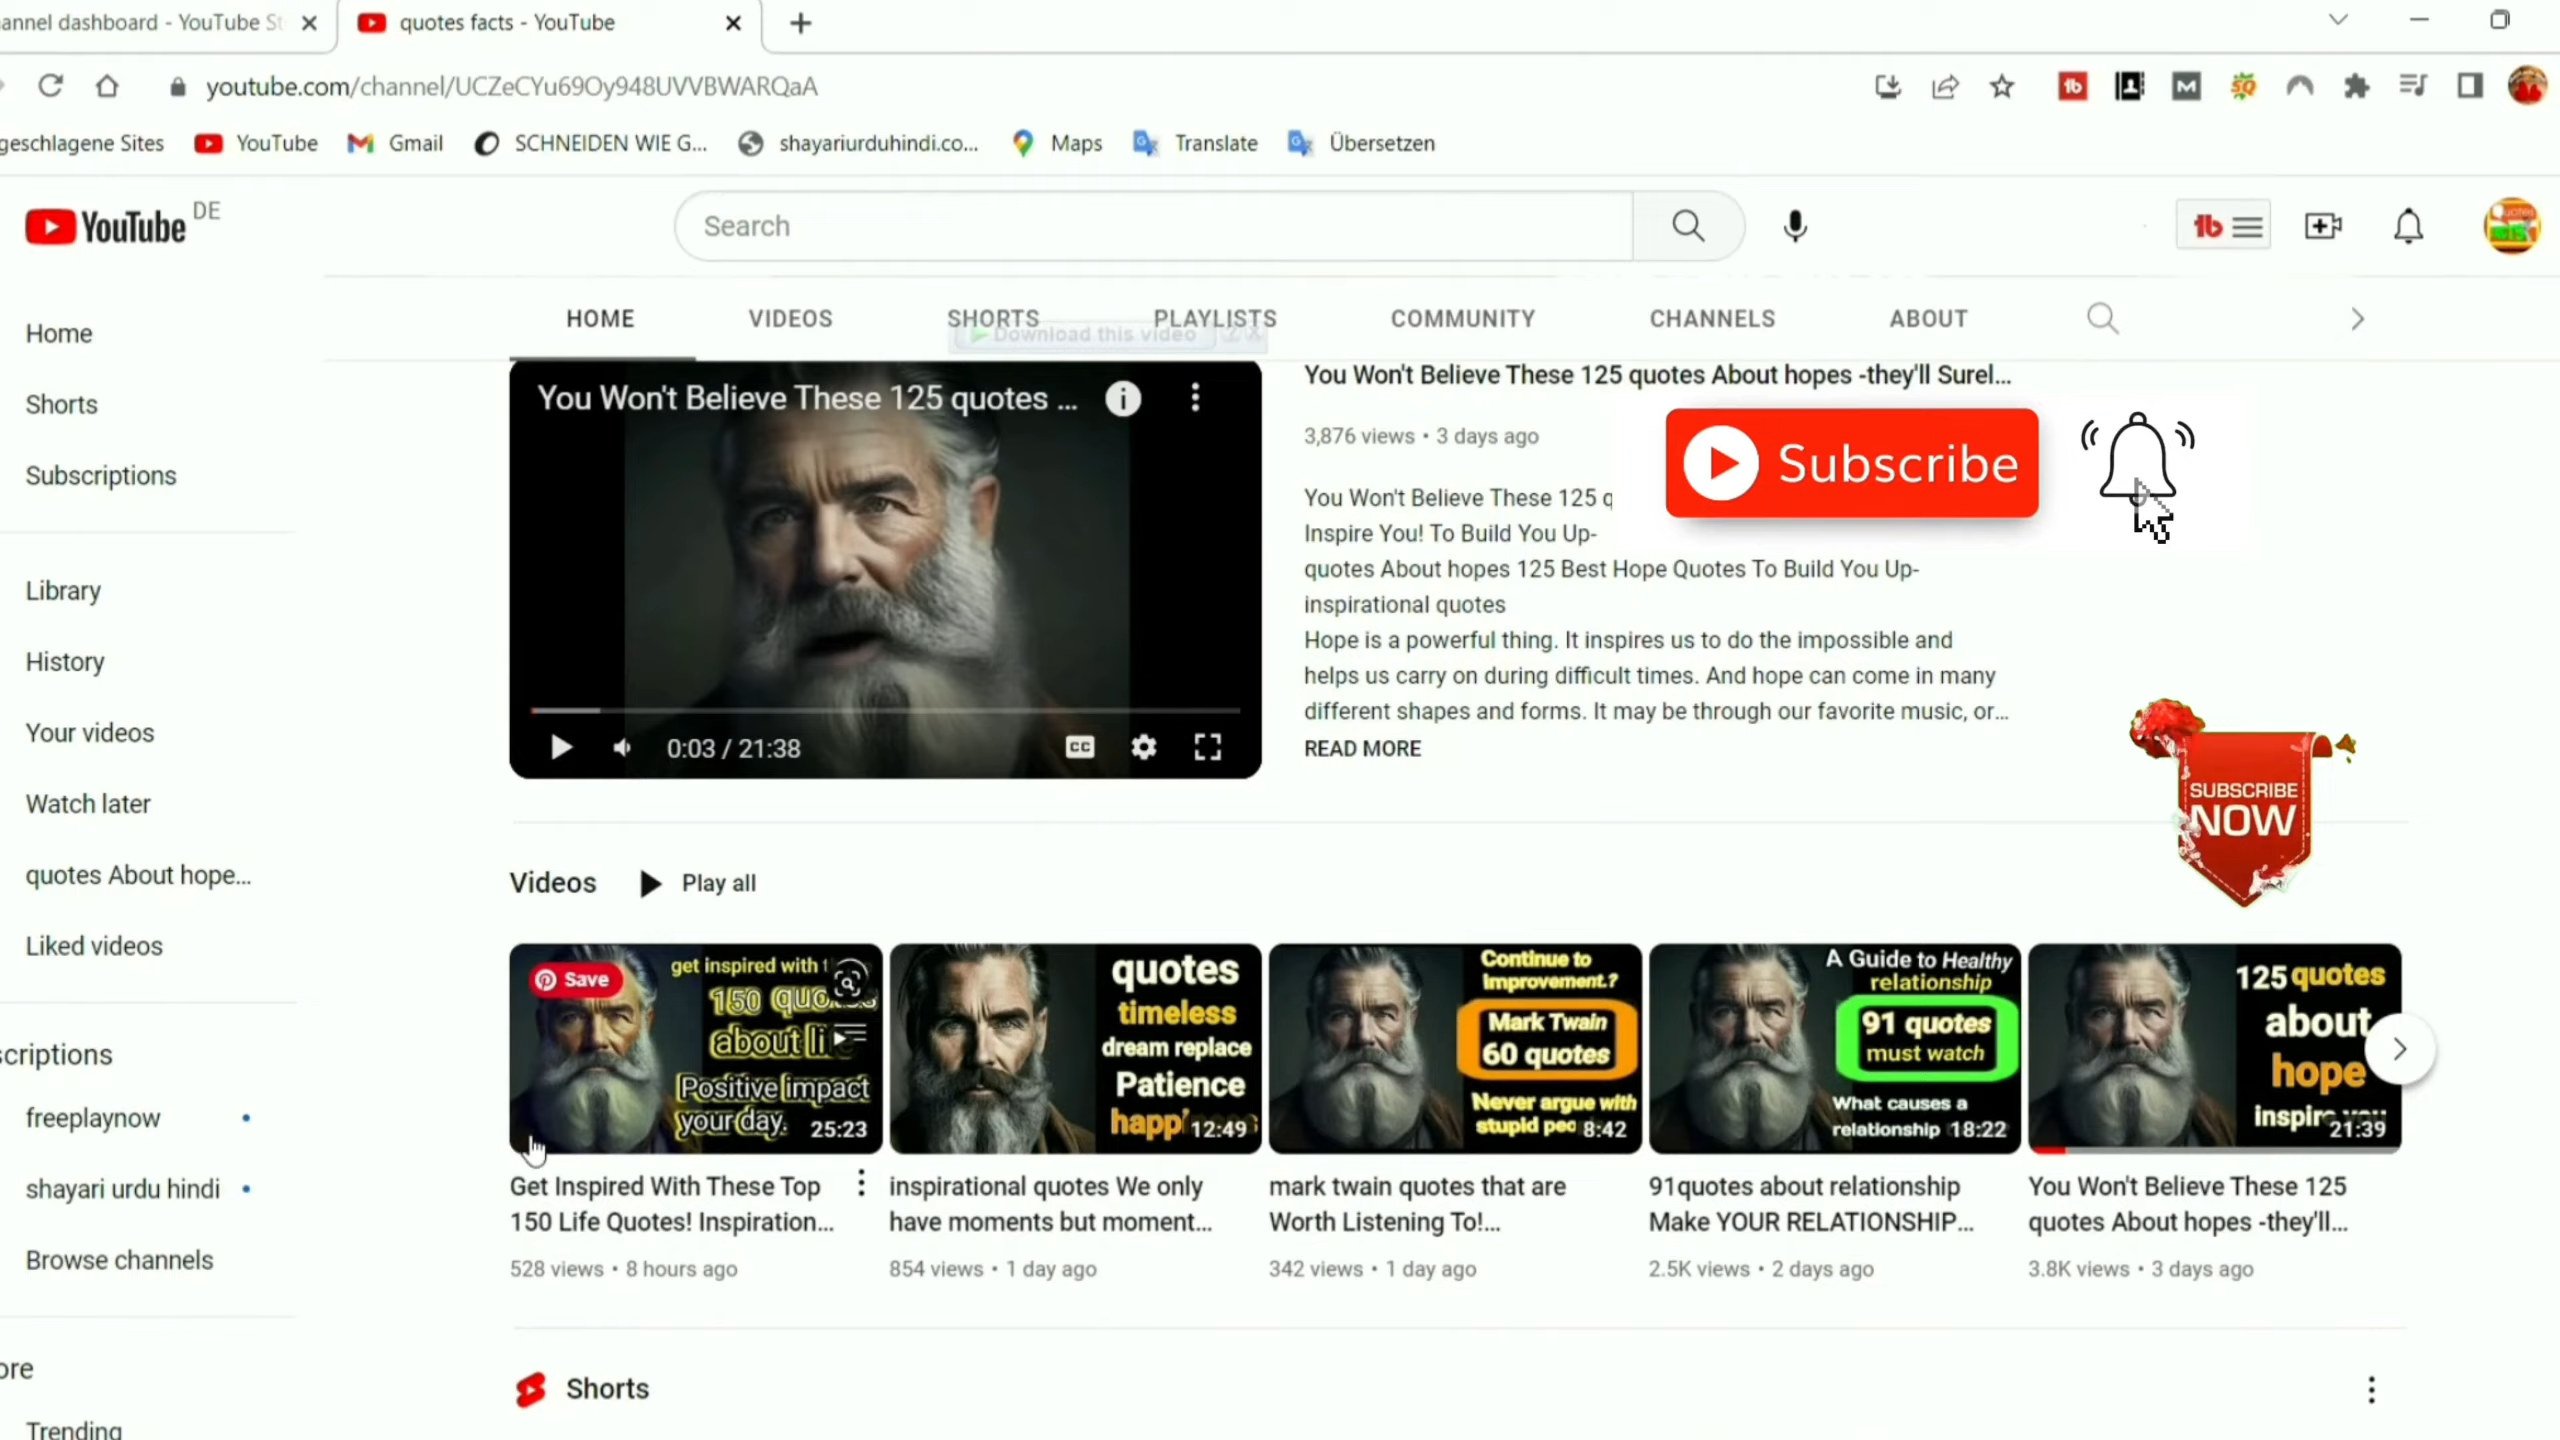 annel dashboard - YouTube St
quotes facts - YouTube
youtube.com/channel/UCZeCYu69Oy948UVVBWARQaA
geschlagene Sites
YouTube
Gmail
SCHNEIDEN WIE G...
shayariurduhindi.co...
Maps
Translate
Übersetzen
YouTube DE
Search
HOME
VIDEOS
SHORTS
PLAYLISTS
COMMUNITY
CHANNELS
ABOUT
Download this video
Home
Shorts
Subscriptions
Library
History
Your videos
Watch later
quotes About hope...
Liked videos
scriptions
freeplaynow
shayari urdu hindi
Browse channels
ore
Trending
You Won't Believe These 125 quotes ...
0:03 / 21:38
CC
You Won't Believe These 125 quotes About hopes -they'll Surel...
3,876 views • 3 days ago
You Won't Believe These 125 q
Inspire You! To Build You Up-
quotes About hopes 125 Best Hope Quotes To Build You Up-
inspirational quotes
Hope is a powerful thing. It inspires us to do the impossible and
helps us carry on during difficult times. And hope can come in many
different shapes and forms. It may be through our favorite music, or...
READ MORE
Subscribe
SUBSCRIBE
NOW
Videos
Play all
Save
get inspired with t
150 quo
about li
Positive impact
your day.
25:23
Get Inspired With These Top
150 Life Quotes! Inspiration...
528 views • 8 hours ago
quotes
timeless
dream replace
Patience
happi
12:49
inspirational quotes We only
have moments but moment...
854 views • 1 day ago
Continue to
improvement.?
Mark Twain
60 quotes
Never argue with
stupid peo
8:42
mark twain quotes that are
Worth Listening To!...
342 views • 1 day ago
A Guide to Healthy
relationship
91 quotes
must watch
What causes a
relationship
18:22
91quotes about relationship
Make YOUR RELATIONSHIP...
2.5K views • 2 days ago
125 quotes
about
hope
inspire you
21:39
You Won't Believe These 125
quotes About hopes -they'll...
3.8K views • 3 days ago
Shorts